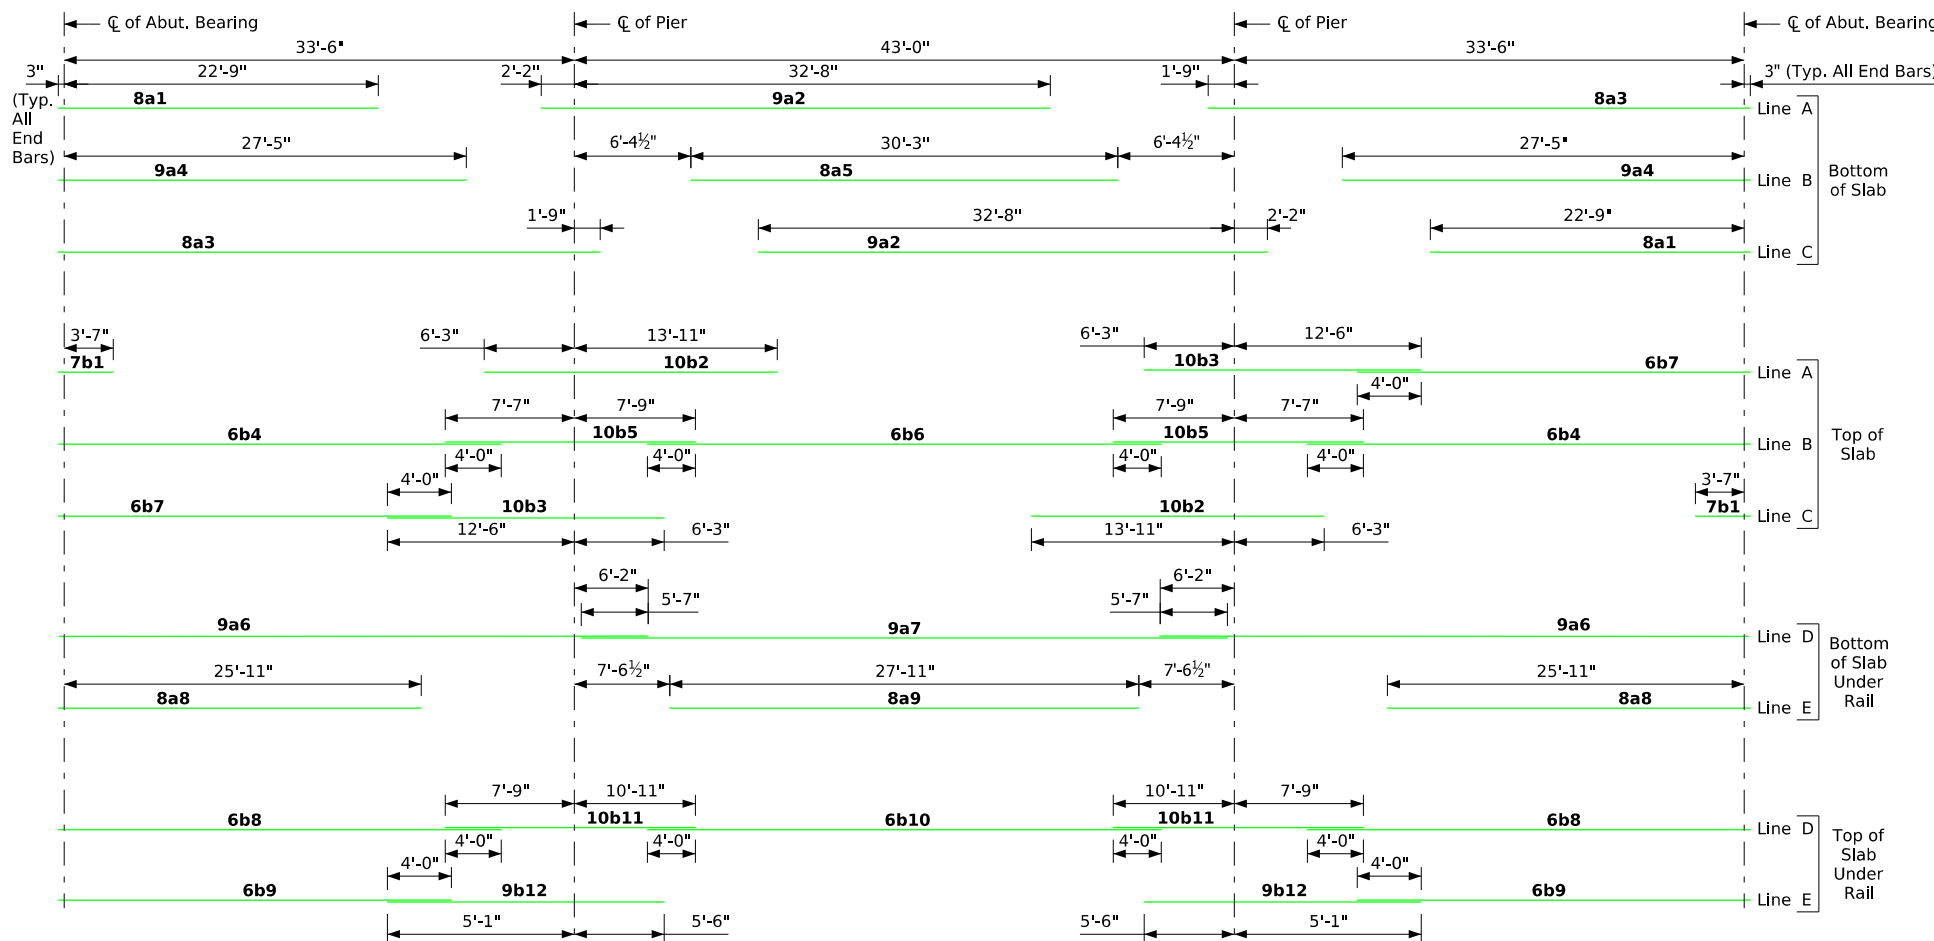 ℄ of Abut. Bearing ℄ of Pier ℄ of Pier ℄ of Abut. Bearing
33'-6" 43'-0" 33'-6"
3" 22'-9" 2'-2" 32'-8" 1'-9" 3" (Typ. All End Bars)
(Typ.
All
End
Bars)
8a1 9a2 8a3 Line A
27'-5" 6'-4½" 30'-3" 6'-4½" 27'-5"
9a4 8a5 9a4 Line B
Bottom
of Slab
1'-9" 32'-8" 2'-2" 22'-9"
8a3 9a2 8a1 Line C
3'-7" 6'-3" 13'-11" 6'-3" 12'-6"
7b1 10b2 10b3 6b7 Line A
4'-0"
7'-7" 7'-9" 7'-9" 7'-7"
6b4 10b5 6b6 10b5 6b4 Line B
Top of
Slab
4'-0" 4'-0" 4'-0" 4'-0"
4'-0" 3'-7"
6b7 10b3 10b2 7b1 Line C
12'-6" 6'-3" 13'-11" 6'-3"
6'-2" 6'-2"
5'-7" 5'-7"
9a6 9a7 9a6 Line D
Bottom
of Slab
Under
Rail
25'-11" 7'-6½" 27'-11" 7'-6½" 25'-11"
8a8 8a9 8a8 Line E
7'-9" 10'-11" 10'-11" 7'-9"
6b8 10b11 6b10 10b11 6b8 Line D
Top of
Slab
Under
Rail
4'-0" 4'-0" 4'-0" 4'-0"
4'-0" 4'-0"
6b9 9b12 9b12 6b9 Line E
5'-1" 5'-6" 5'-6" 5'-1"